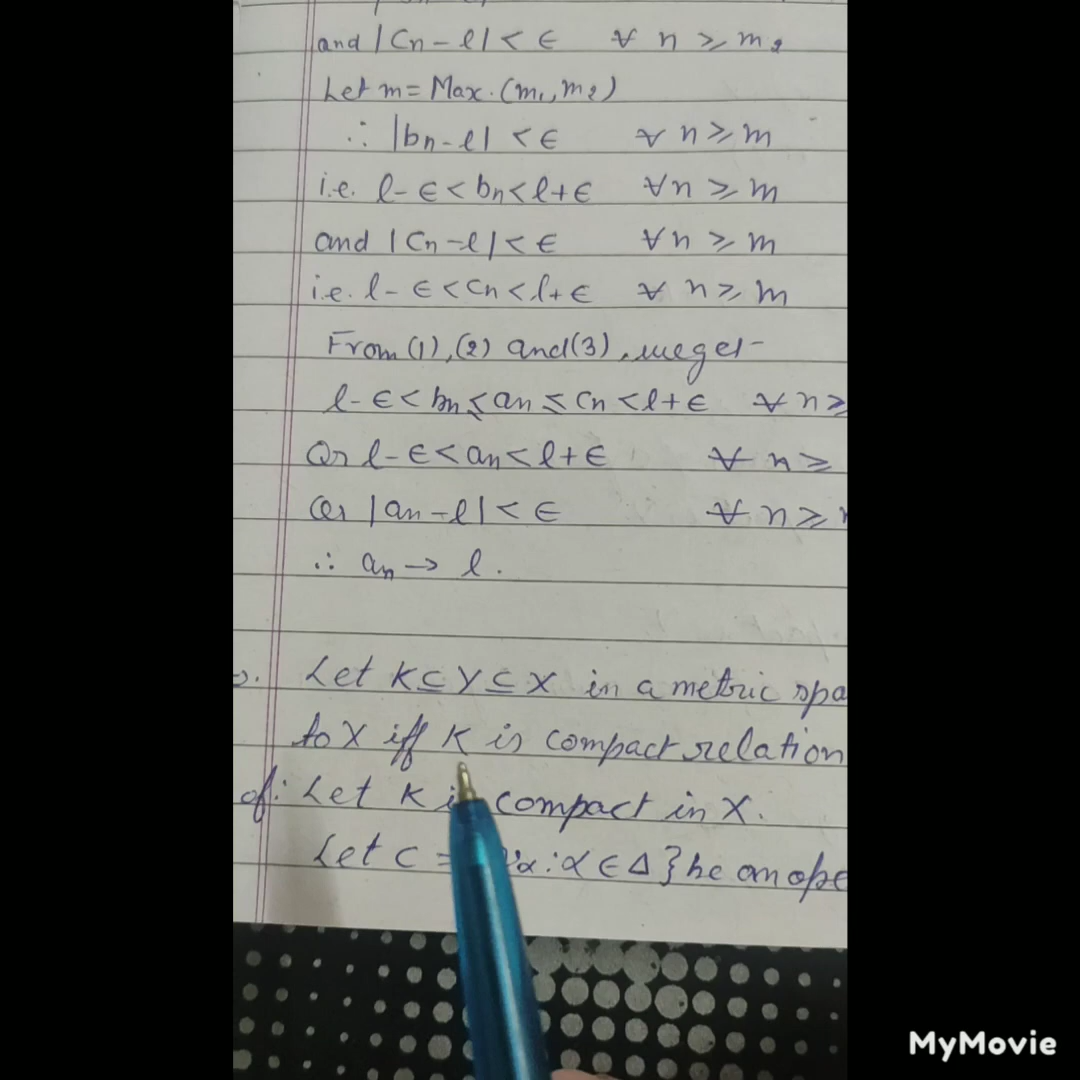 and |Cn - l| < ∈ ∀ n ≥ m₂
Let m = Max. (m₁, m₂)
∴ |bn - l| < ∈ ∀ n ≥ m
i.e. l - ∈ < bn < l + ∈ ∀ n ≥ m
and |Cn - l| < ∈ ∀ n ≥ m
i.e. l - ∈ < Cn < l + ∈ ∀ n ≥ m
From (1), (2) and (3), we get
l - ∈ < bn ≤ an ≤ Cn < l + ∈ ∀ n ≥
Or l - ∈ < an < l + ∈ ∀ n ≥
Or |an - l| < ∈ ∀ n ≥
∴ an → l.
Let K ⊆ Y ⊆ X in a metric spa
to X iff K is compact relation
of: Let K is compact in X.
Let C = α : α ∈ Δ } be an ope
MyMovie